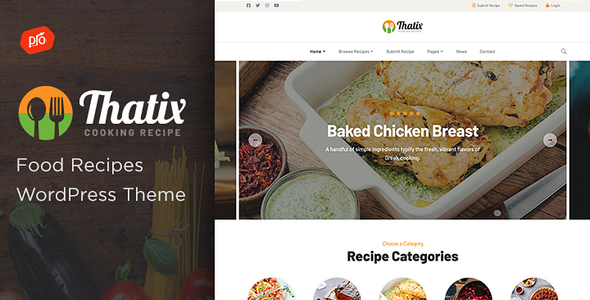 pro
Thatix
COOKING RECIPE
Food Recipes
WordPress Theme
Submit Recipe
Saved Recipes
Login
Thatix
COOKING RECIPE
Home
Browse Recipes
Submit Recipe
Pages
News
Contact
Baked Chicken Breast
A handful of simple ingredients typify the fresh, vibrant flavors of
Greek cooking.
Choose a Category
Recipe Categories